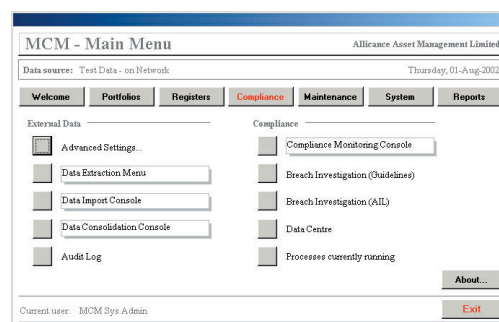 MCM - Main Menu
Allicance Asset Management Limited
Data source: Test Data - on Network
Thursday, 01-Aug-2002
Welcome Portfolios Registers Compliance Maintenance System Reports
External Data Compliance
Advanced Settings... Compliance Monitoring Console
Data Extraction Menu Breach Investigation (Guidelines)
Data Import Console Breach Investigation (AIL)
Data Consolidation Console Data Centre
Audit Log Processes currently running
About...
Current user: MCM Sys Admin Exit